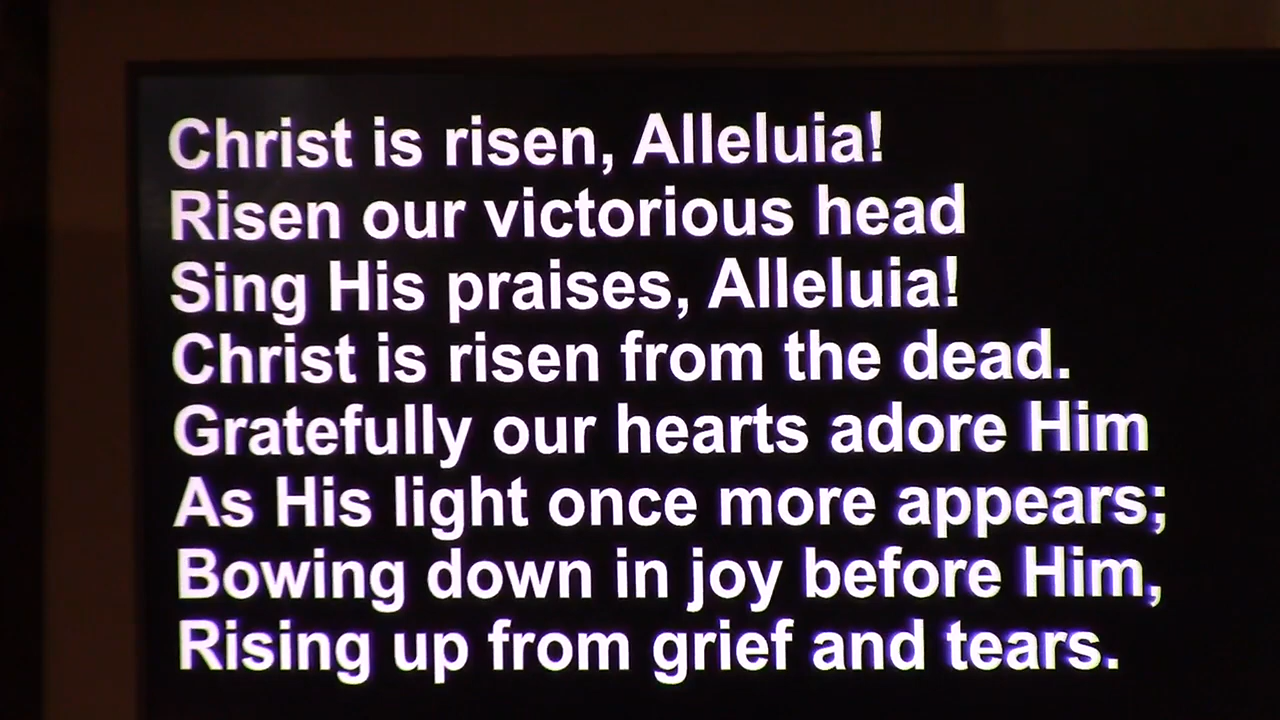 Christ is risen, Alleluia!
Risen our victorious head
Sing His praises, Alleluia!
Christ is risen from the dead.
Gratefully our hearts adore Him
As His light once more appears;
Bowing down in joy before Him,
Rising up from grief and tears.